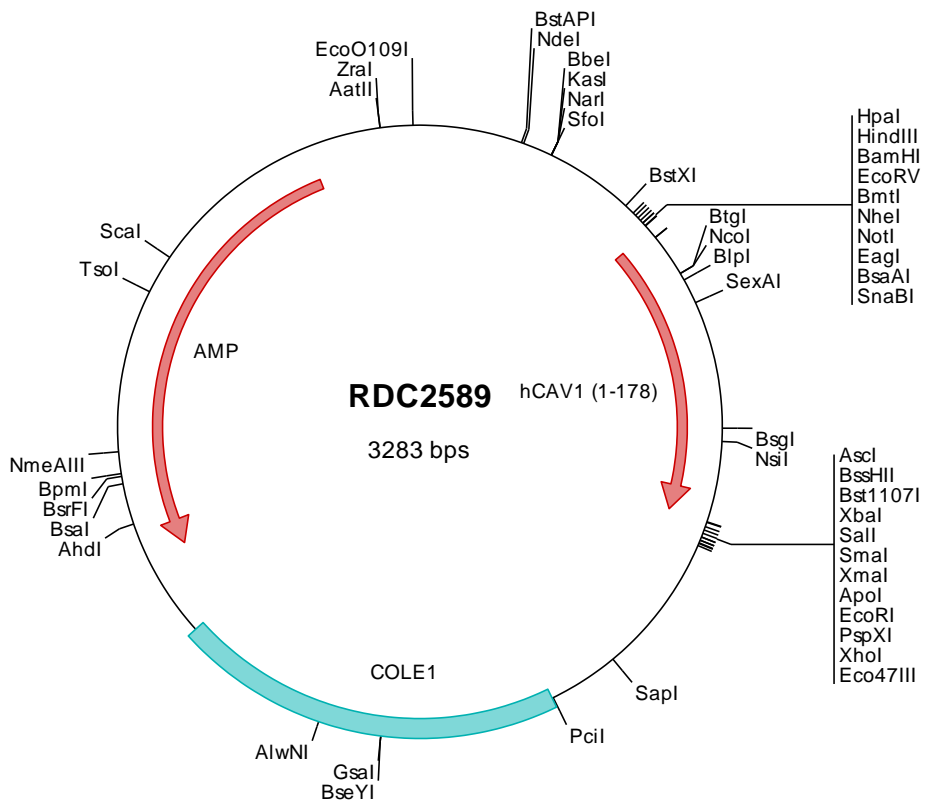 EcoO109I
ZraI
AatII
BstAPI
NdeI
BbeI
KasI
NarI
SfoI
BstXI
HpaI
HindIII
BamHI
EcoRV
BmtI
NheI
NotI
EagI
BsaAI
SnaBI
BtgI
NcoI
BlpI
SexAI
ScaI
TsoI
AMP
RDC2589
3283 bps
hCAV1 (1-178)
BsgI
NsiI
NmeAIII
BpmI
BsrFI
BsaI
AhdI
AscI
BssHII
Bst1107I
XbaI
SalI
SmaI
XmaI
ApoI
EcoRI
PspXI
XhoI
Eco47III
COLE1
SapI
PciI
AlwNI
GsaI
BseYI